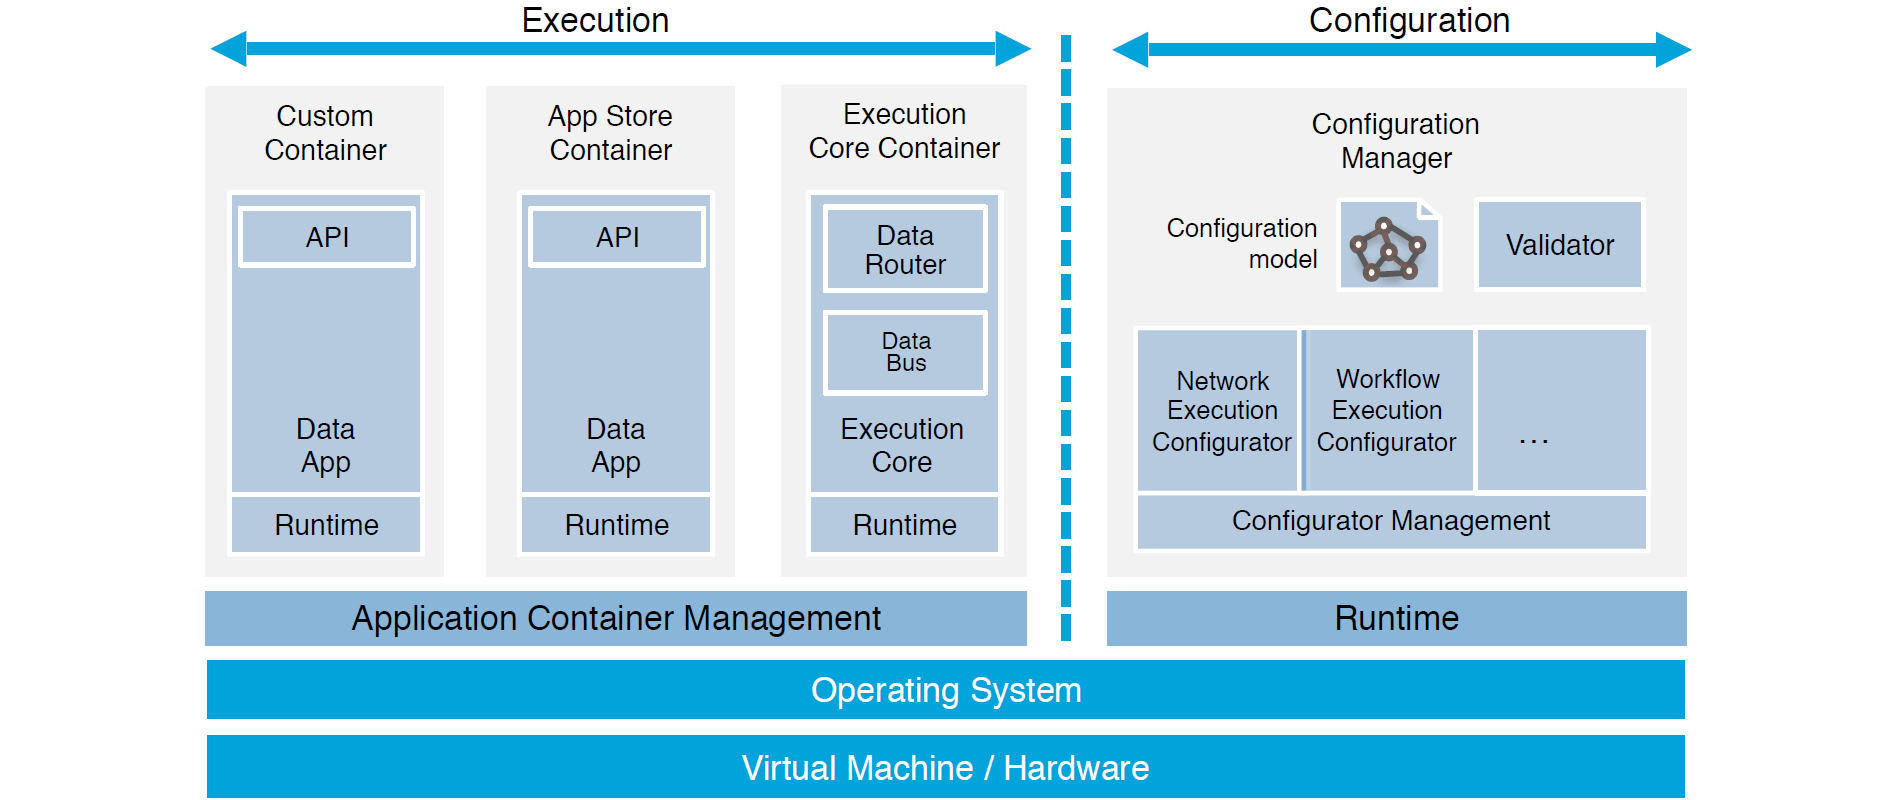 Execution
Configuration
Custom
Container
API
Data
App
Runtime
App Store
Container
API
Data
App
Runtime
Execution
Core Container
Data
Router
Data
Bus
Execution
Core
Runtime
Configuration
Manager
Configuration
model
Validator
Network
Execution
Configurator
Workflow
Execution
Configurator
...
Configurator Management
Application Container Management
Runtime
Operating System
Virtual Machine / Hardware